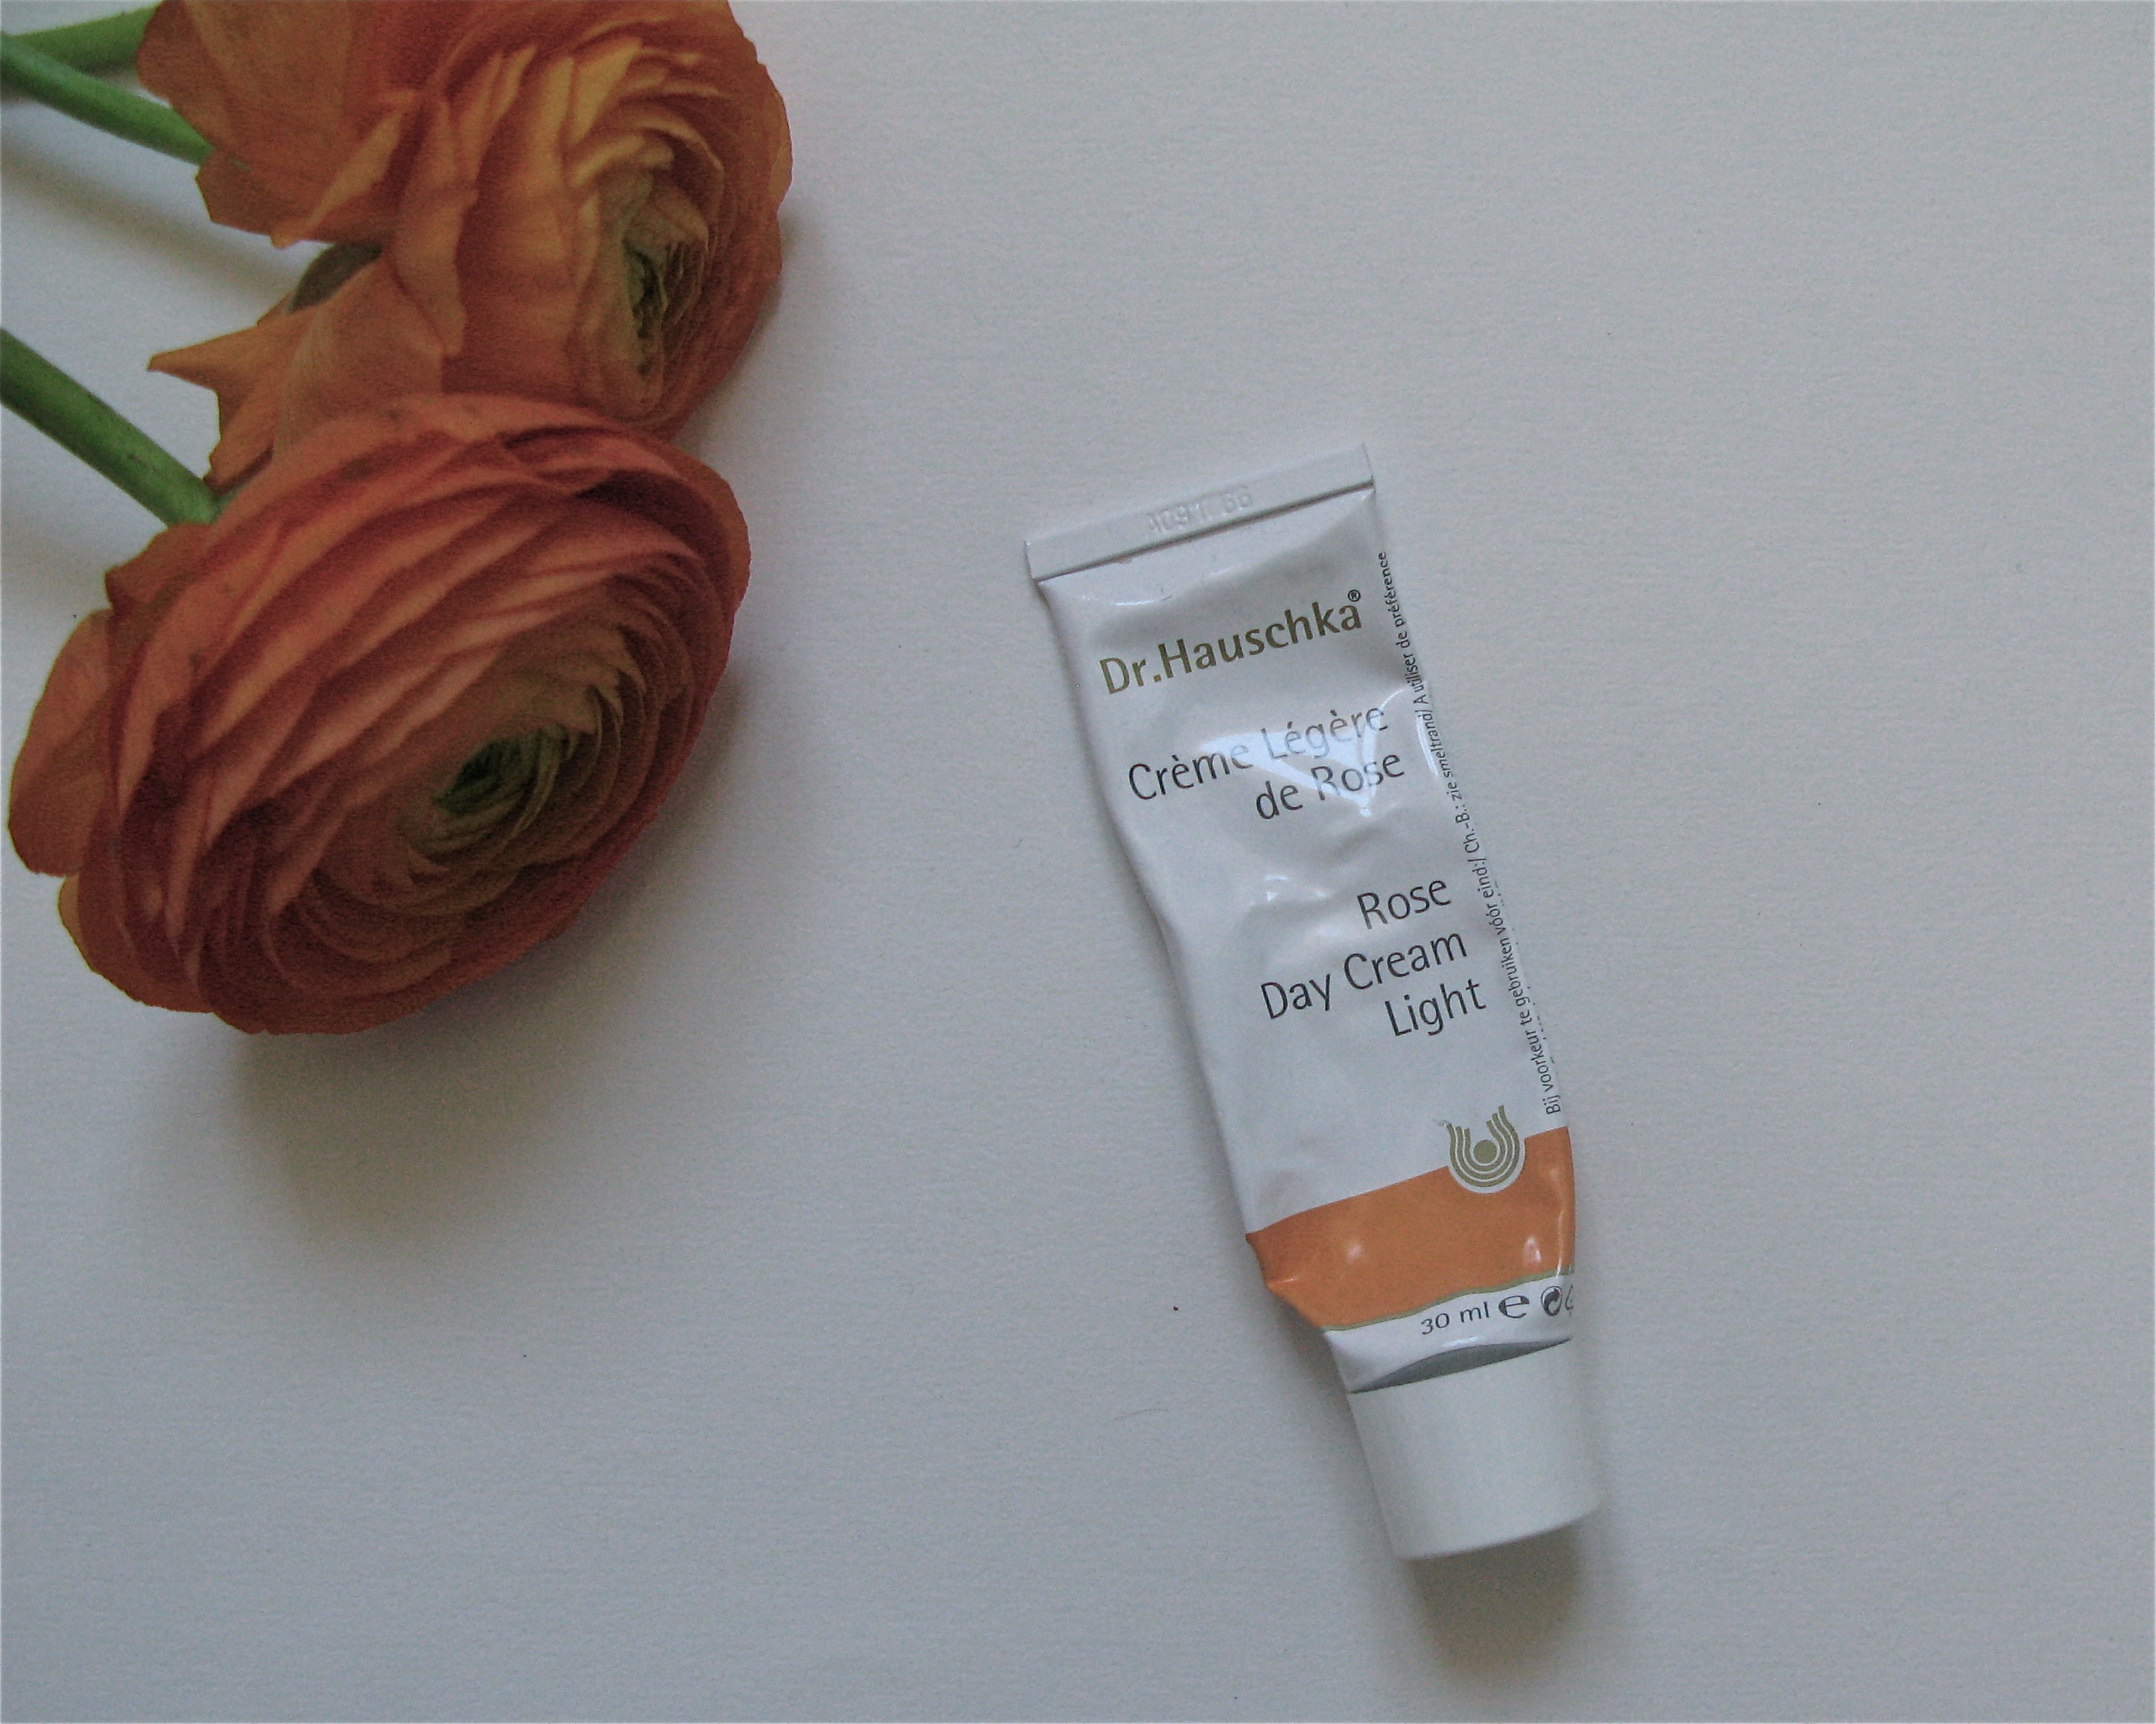 Dr.Hauschka®
Crème Légère
de Rose
Rose
Day Cream
Light
30 ml e
Bij voorkeur te gebruiken vóór eind:/ Ch.-B.: zie smeltrand/ A utiliser de préférence